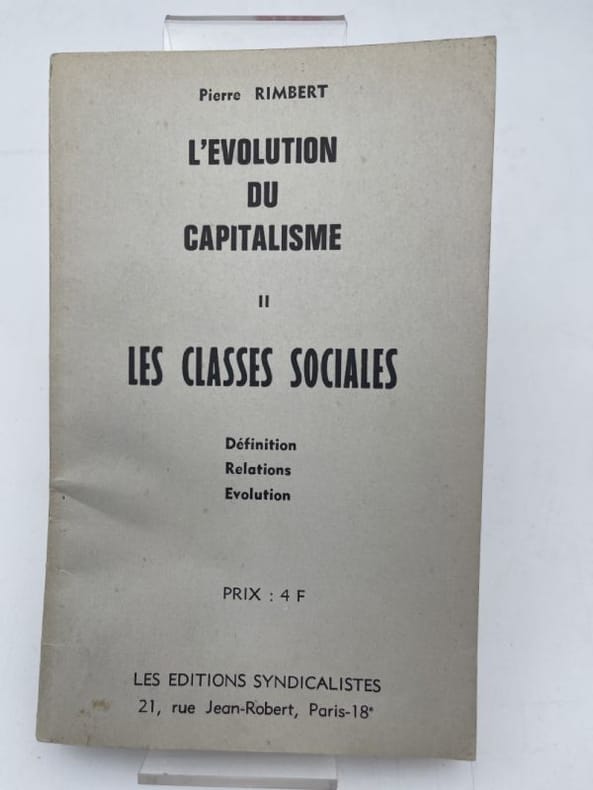 Pierre RIMBERT
L'EVOLUTION
DU
CAPITALISME
II
LES CLASSES SOCIALES
Définition
Relations
Evolution
PRIX : 4 F
LES EDITIONS SYNDICALISTES
21, rue Jean-Robert, Paris-18ᵉ